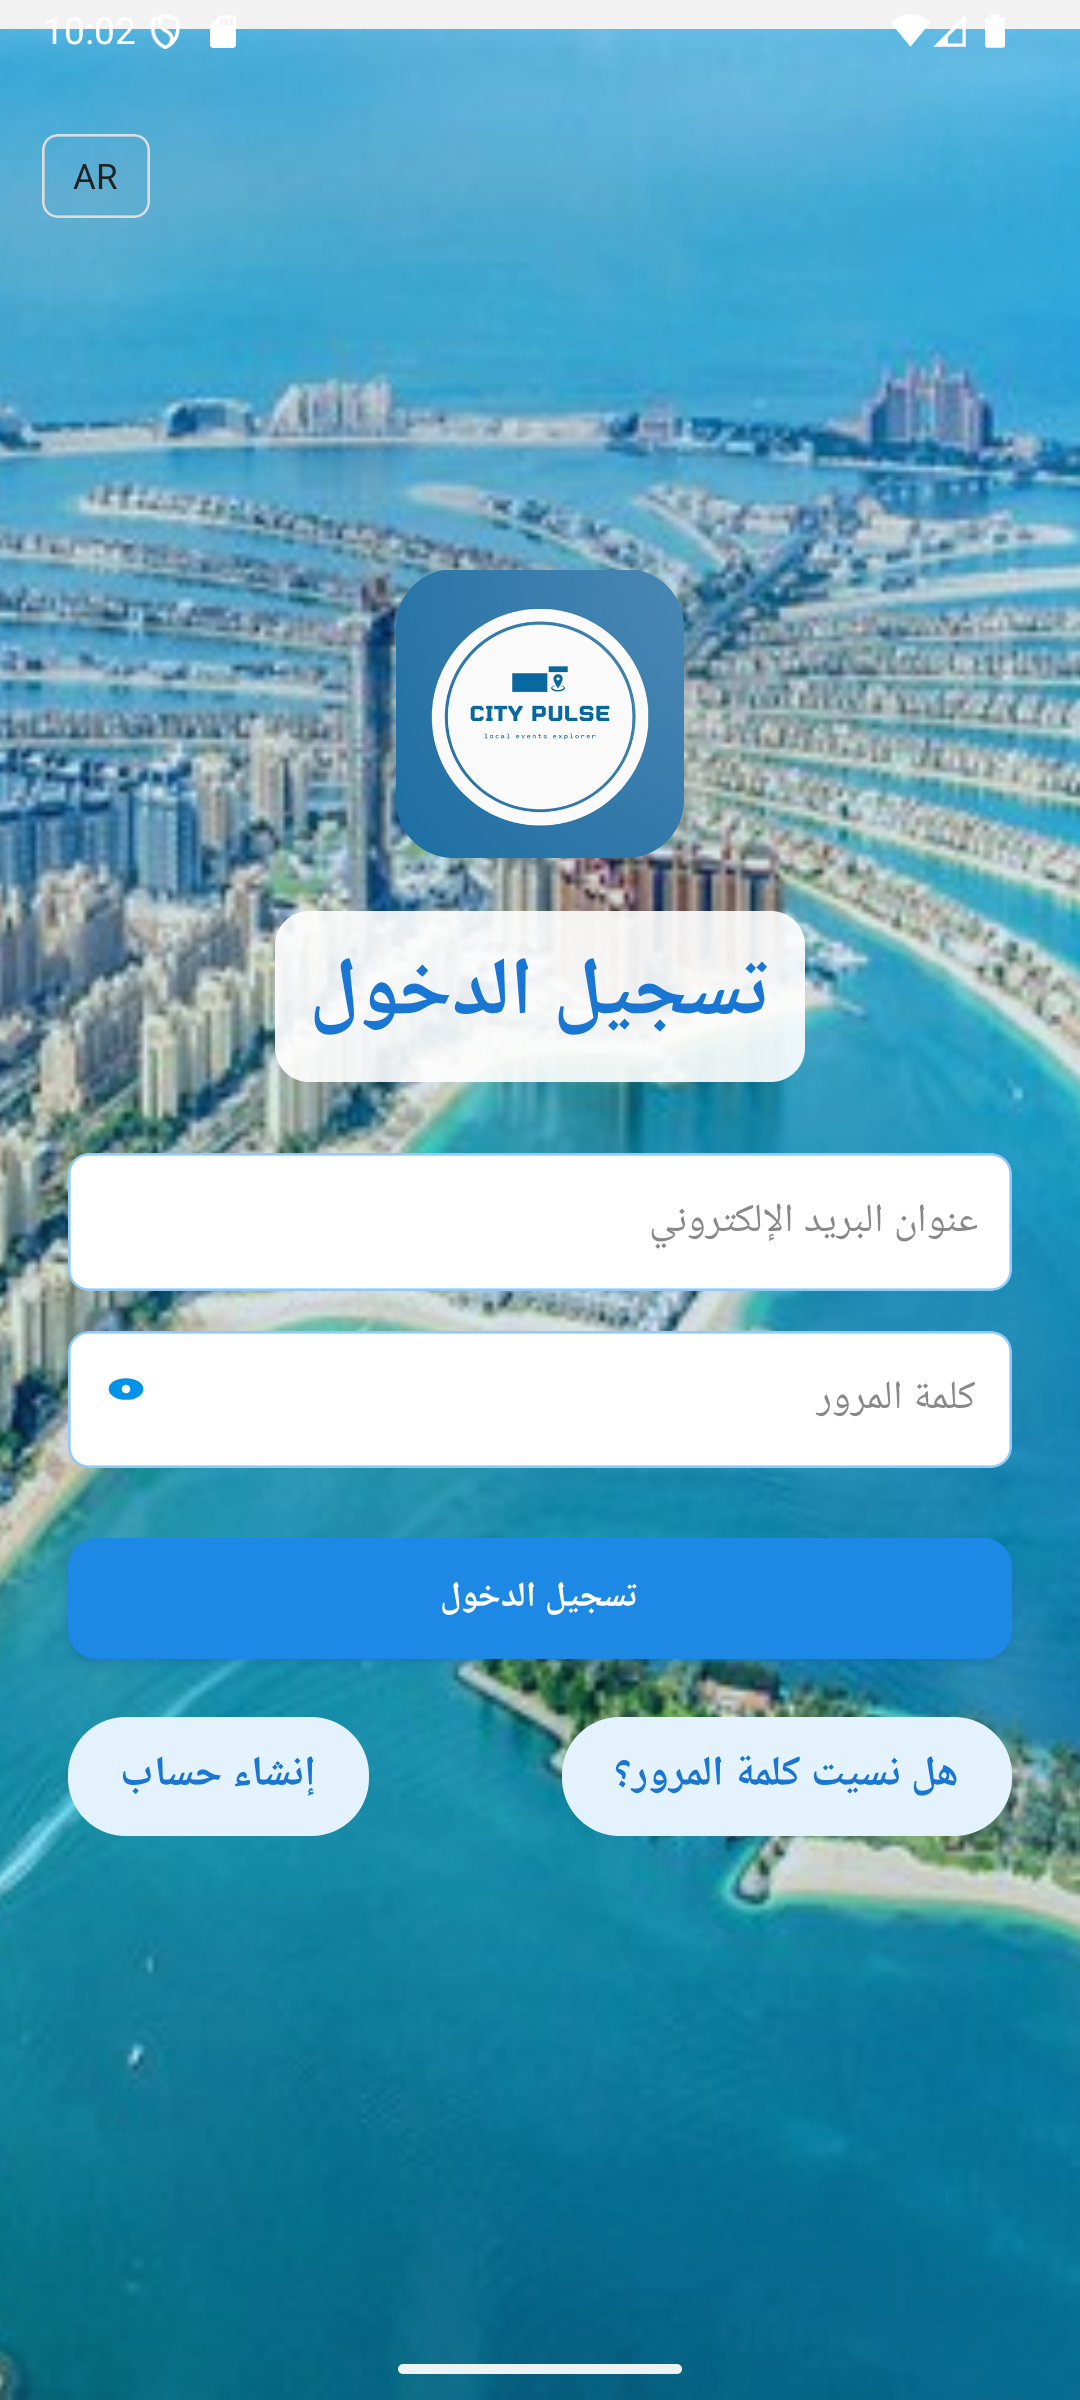 10:02
AR
CITY PULSE
local events explorer
تسجيل الدخول
عنوان البريد الإلكتروني
كلمة المرور
تسجيل الدخول
هل نسيت كلمة المرور؟
إنشاء حساب